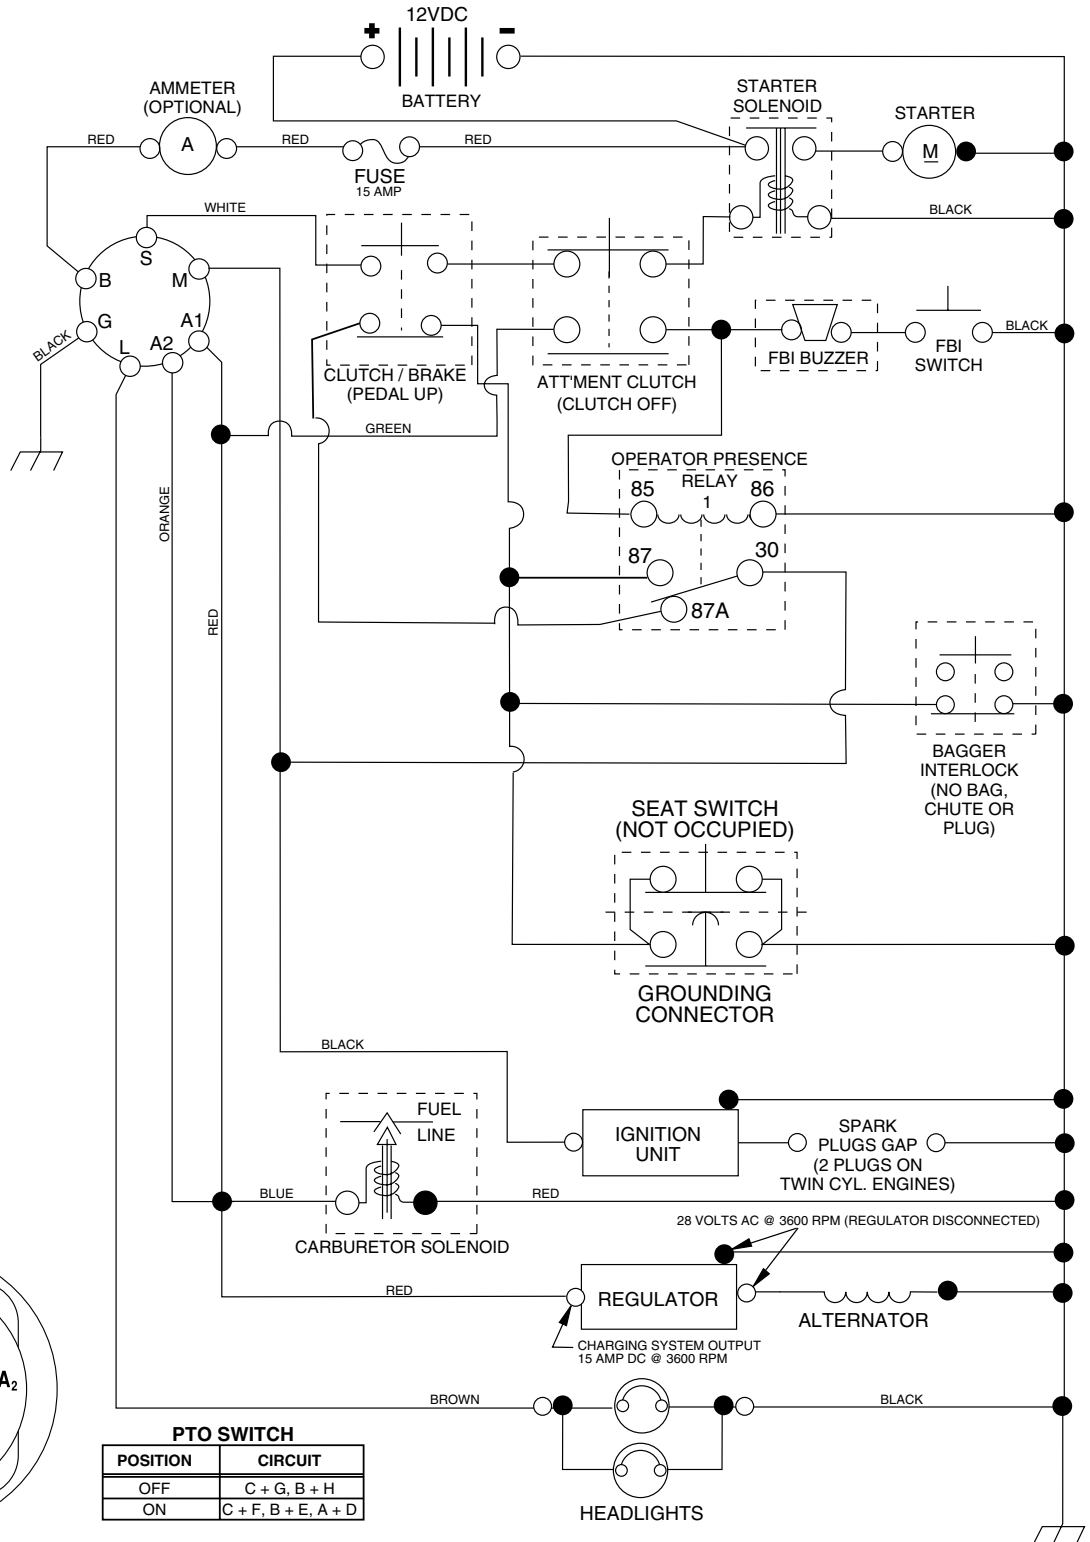 12VDC
+
-
BATTERY
AMMETER
(OPTIONAL)
STARTER
SOLENOID
STARTER
RED
A
RED
RED
FUSE
15 AMP
M
WHITE
BLACK
S
B
M
G
A1
L
A2
BLACK
CLUTCH / BRAKE
(PEDAL UP)
ATT'MENT CLUTCH
(CLUTCH OFF)
FBI BUZZER
FBI
SWITCH
BLACK
GREEN
OPERATOR PRESENCE
RELAY
1
85
86
87
30
87A
ORANGE
RED
BAGGER
INTERLOCK
(NO BAG,
CHUTE OR
PLUG)
SEAT SWITCH
(NOT OCCUPIED)
GROUNDING
CONNECTOR
BLACK
FUEL
LINE
IGNITION
UNIT
SPARK
PLUGS GAP
(2 PLUGS ON
TWIN CYL. ENGINES)
BLUE
RED
CARBURETOR SOLENOID
28 VOLTS AC @ 3600 RPM (REGULATOR DISCONNECTED)
RED
REGULATOR
ALTERNATOR
CHARGING SYSTEM OUTPUT
15 AMP DC @ 3600 RPM
A₂
BROWN
BLACK
HEADLIGHTS
PTO SWITCH
POSITION CIRCUIT
OFF C + G, B + H
ON C + F, B + E, A + D